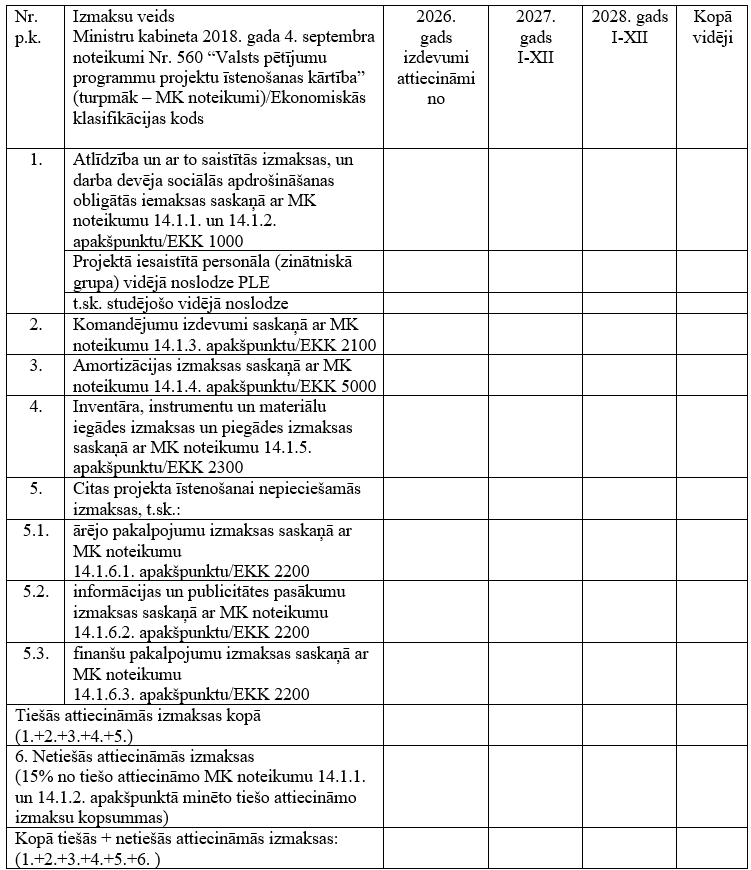 Nr.
p.k.
Izmaksu veids
Ministru kabineta 2018. gada 4. septembra
noteikumi Nr. 560 “Valsts pētījumu
programmu projektu īstenošanas kārtība”
(turpmāk – MK noteikumi)/Ekonomiskās
klasifikācijas kods
2026.
gads
izdevumi
attiecināmi
no
2027.
gads
I-XII
2028. gads
I-XII
Kopā
vidēji
1.
Atlīdzība un ar to saistītās izmaksas, un
darba devēja sociālās apdrošināšanas
obligātās iemaksas saskaņā ar MK
noteikumu 14.1.1. un 14.1.2.
apakšpunktu/EKK 1000
Projektā iesaistītā personāla (zinātniskā
grupa) vidējā noslodze PLE
t.sk. studējošo vidējā noslodze
2.
Komandējumu izdevumi saskaņā ar MK
noteikumu 14.1.3. apakšpunktu/EKK 2100
3.
Amortizācijas izmaksas saskaņā ar MK
noteikumu 14.1.4. apakšpunktu/EKK 5000
4.
Inventāra, instrumentu un materiālu
iegādes izmaksas un piegādes izmaksas
saskaņā ar MK noteikumu 14.1.5.
apakšpunktu/EKK 2300
5.
Citas projekta īstenošanai nepieciešamās
izmaksas, t.sk.:
5.1.
ārējo pakalpojumu izmaksas saskaņā ar
MK noteikumu
14.1.6.1. apakšpunktu/EKK 2200
5.2.
informācijas un publicitātes pasākumu
izmaksas saskaņā ar MK noteikumu
14.1.6.2. apakšpunktu/EKK 2200
5.3.
finanšu pakalpojumu izmaksas saskaņā ar
MK noteikumu
14.1.6.3. apakšpunktu/EKK 2200
Tiešās attiecināmās izmaksas kopā
(1.+2.+3.+4.+5.)
6. Netiešās attiecināmās izmaksas
(15% no tiešo attiecināmo MK noteikumu 14.1.1.
un 14.1.2. apakšpunktā minēto tiešo attiecināmo
izmaksu kopsummas)
Kopā tiešās + netiešās attiecināmās izmaksas:
(1.+2.+3.+4.+5.+6. )